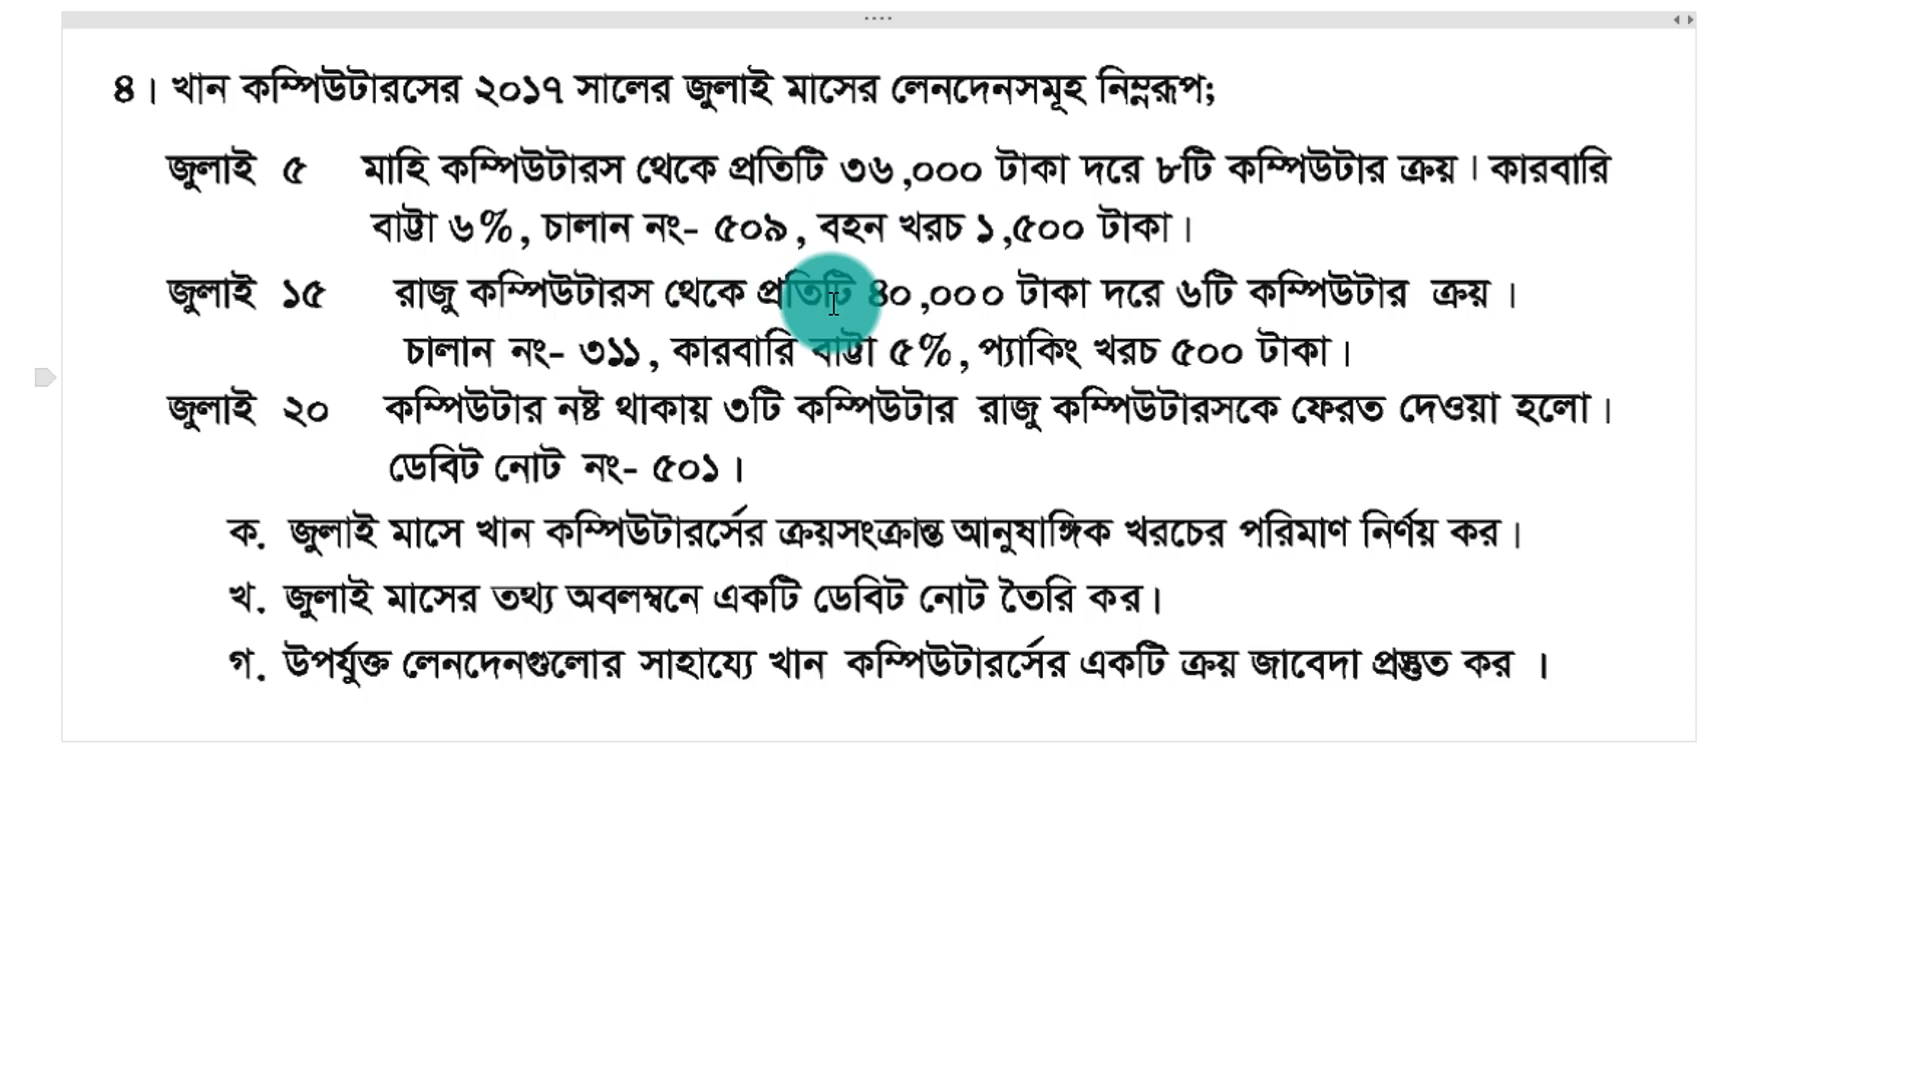 ৪। খান কম্পিউটারসের ২০১৭ সালের জুলাই মাসের লেনদেনসমূহ নিম্নরূপ;
জুলাই ৫ মাহি কম্পিউটারস থেকে প্রতিটি ৩৬,০০০ টাকা দরে ৮টি কম্পিউটার ক্রয়। কারবারি
বাট্টা ৬%, চালান নং- ৫০৯, বহন খরচ ১,৫০০ টাকা।
জুলাই ১৫ রাজু কম্পিউটারস থেকে প্রতিটি ৪০,০০০ টাকা দরে ৬টি কম্পিউটার ক্রয় ।
চালান নং- ৩১১, কারবারি বাট্টা ৫%, প্যাকিং খরচ ৫০০ টাকা।
জুলাই ২০ কম্পিউটার নষ্ট থাকায় ৩টি কম্পিউটার রাজু কম্পিউটারসকে ফেরত দেওয়া হলো।
ডেবিট নোট নং- ৫০১।
ক. জুলাই মাসে খান কম্পিউটারর্সের ক্রয়সংক্রান্ত আনুষাঙ্গিক খরচের পরিমাণ নির্ণয় কর।
খ. জুলাই মাসের তথ্য অবলম্বনে একটি ডেবিট নোট তৈরি কর।
গ. উপর্যুক্ত লেনদেনগুলোর সাহায্যে খান কম্পিউটারর্সের একটি ক্রয় জাবেদা প্রস্তুত কর ।